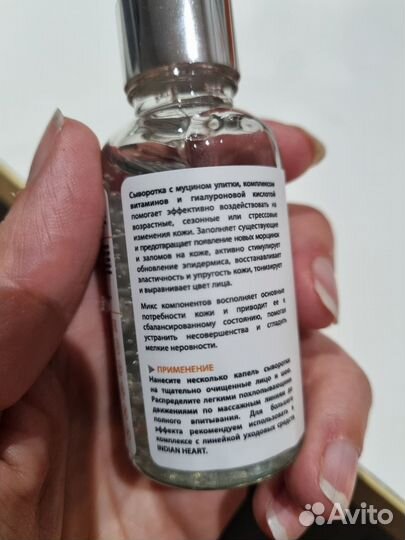 Сыворотка с муцином улитки, комплексом
витаминов и гиалуроновой кислотой
помогает эффективно воздействовать на
возрастные, сезонные или стрессовые
изменения кожи. Заполняет существующие
и предотвращает появление новых морщинок
и заломов на коже, активно стимулирует
обновление эпидермиса, восстанавливает
эластичность и упругость кожи, тонизирует
и выравнивает цвет лица.
Микс компонентов восполняет основные
потребности кожи и приводит ее к
сбалансированному состоянию, помогая
устранить несовершенства и сгладить
мелкие неровности.
ПРИМЕНЕНИЕ
Нанесите несколько капель сыворотки
на тщательно очищенные лицо и шею.
Распределите легкими похлопывающими
движениями по массажным линиям до
полного впитывания. Для большего
эффекта рекомендуем использовать в
комплексе с линейкой уходовых средств
INDIAN HEART.
Avito